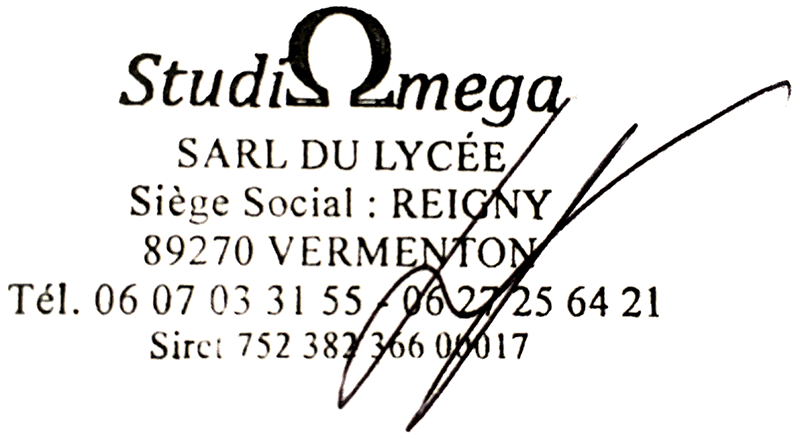 StudiΩmega
SARL DU LYCÉE
Siège Social : REIGNY
89270 VERMENTON
Tél. 06 07 03 31 55 - 06 27 25 64 21
Siret 752 382 366 00017